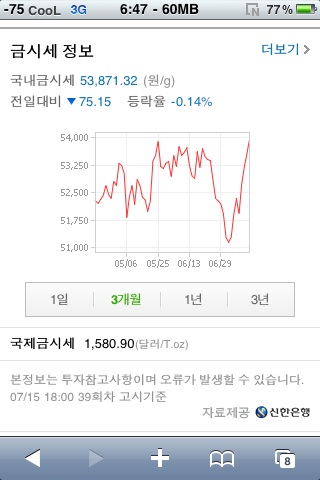 -75 CooL 3G 6:47 - 60MB 77%
금시세 정보 더보기 >
국내금시세 53,871.32 (원/g)
전일대비 ▼75.15 등락율 -0.14%
54,000
53,250
52,500
51,750
51,000
05/06 05/25 06/13 06/29
1일 3개월 1년 3년
국제금시세 1,580.90(달러/T.oz)
본정보는 투자참고사항이며 오류가 발생할 수 있습니다.
07/15 18:00 39회차 고시기준
자료제공 신한은행
8